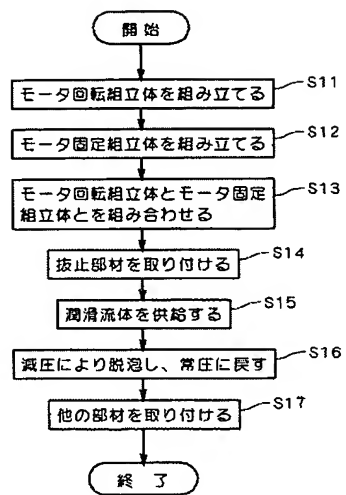 開始
モータ回転組立体を組み立てる
S11
モータ固定組立体を組み立てる
S12
モータ回転組立体とモータ固定
組立体とを組み合わせる
S13
抜止部材を取り付ける
S14
潤滑流体を供給する
S15
減圧により脱泡し、常圧に戻す
S16
他の部材を取り付ける
S17
終了